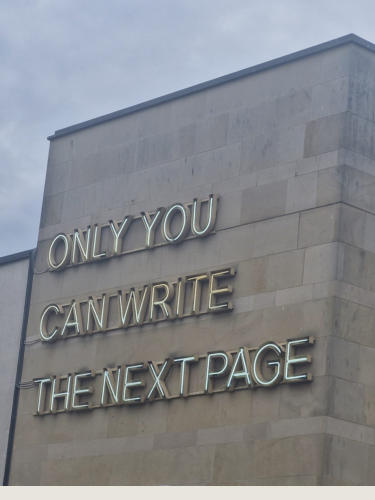 ONLY YOU
CAN WRITE
THE NEXT PAGE